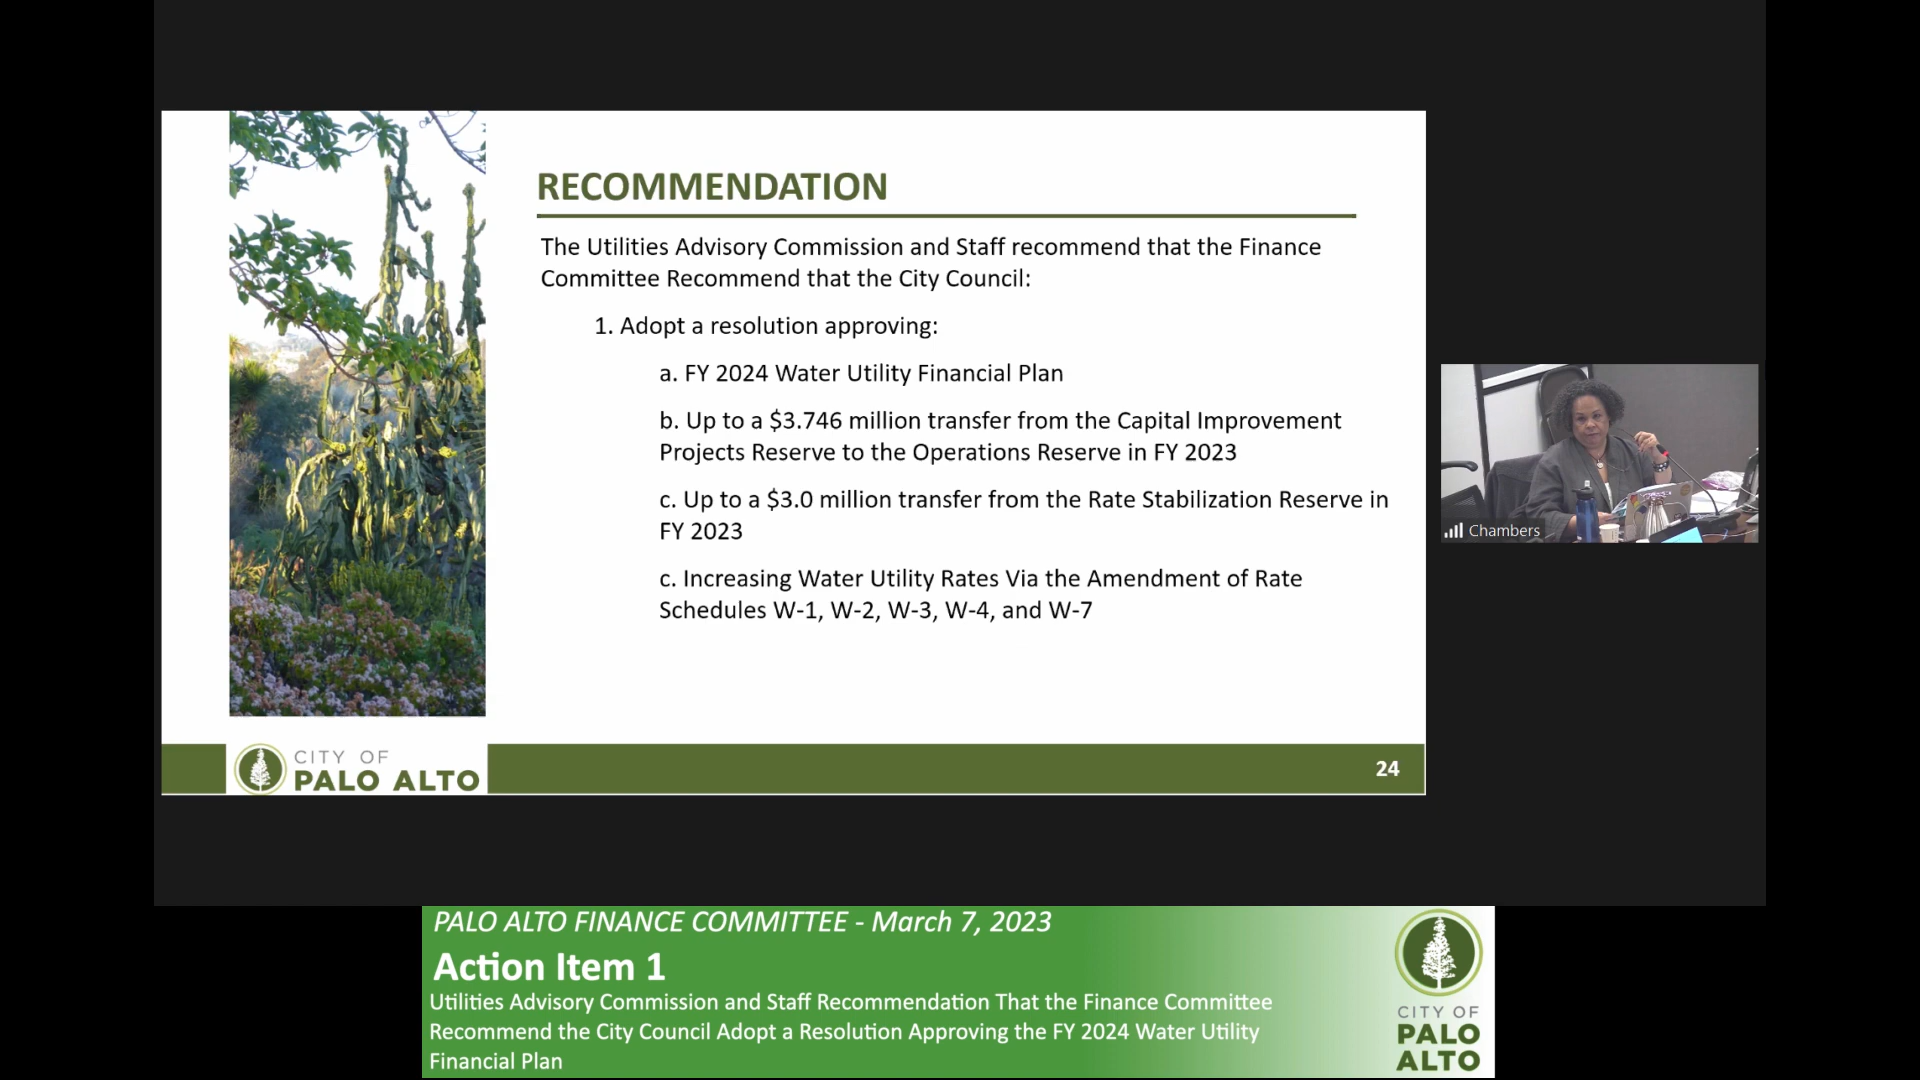 RECOMMENDATION
The Utilities Advisory Commission and Staff recommend that the Finance
Committee Recommend that the City Council:
1. Adopt a resolution approving:
a. FY 2024 Water Utility Financial Plan
b. Up to a $3.746 million transfer from the Capital Improvement
Projects Reserve to the Operations Reserve in FY 2023
c. Up to a $3.0 million transfer from the Rate Stabilization Reserve in
FY 2023
c. Increasing Water Utility Rates Via the Amendment of Rate
Schedules W-1, W-2, W-3, W-4, and W-7
CITY OF
PALO ALTO
24
Chambers
PALO ALTO FINANCE COMMITTEE - March 7, 2023
Action Item 1
Utilities Advisory Commission and Staff Recommendation That the Finance Committee
Recommend the City Council Adopt a Resolution Approving the FY 2024 Water Utility
Financial Plan
CITY OF
PALO
ALTO